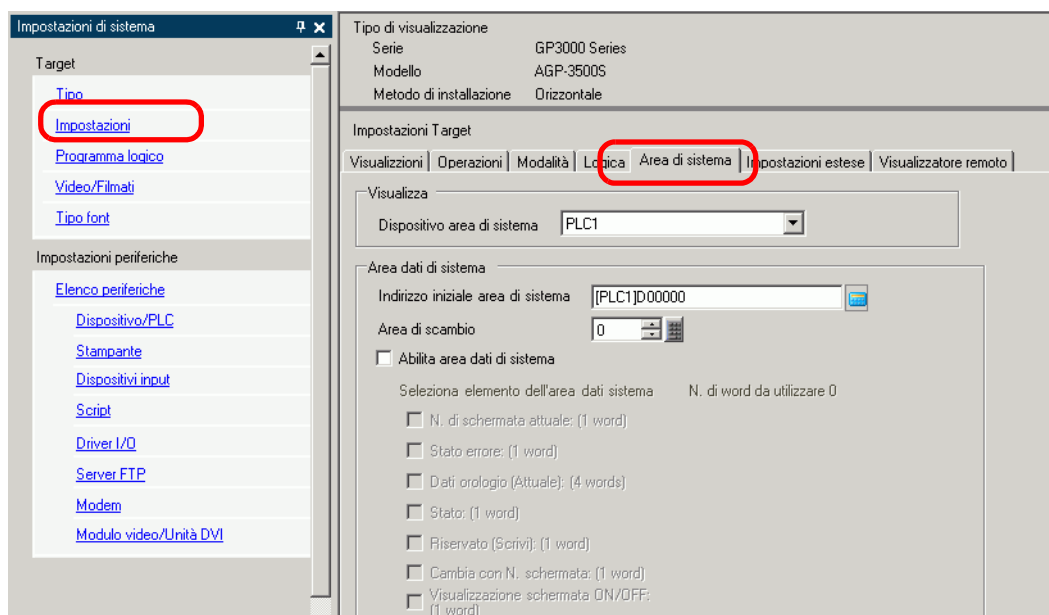 Impostazioni di sistema
Target
Tipo
Impostazioni
Programma logico
Video/Filmati
Tipo font
Impostazioni periferiche
Elenco periferiche
Dispositivo/PLC
Stampante
Dispositivi input
Script
Driver I/O
Server FTP
Modem
Modulo video/Unità DVI
Tipo di visualizzazione
Serie GP3000 Series
Modello AGP-3500S
Metodo di installazione Orizzontale
Impostazioni Target
Visualizzioni Operazioni Modalità Logica Area di sistema Impostazioni estese Visualizzatore remoto
Visualizza
Dispositivo area di sistema PLC1
Area dati di sistema
Indirizzo iniziale area di sistema [PLC1]D00000
Area di scambio 0
Abilita area dati di sistema
Seleziona elemento dell'area dati sistema N. di word da utilizzare 0
N. di schermata attuale: (1 word)
Stato errore: (1 word)
Dati orologio (Attuale): (4 words)
Stato: (1 word)
Riservato (Scrivi): (1 word)
Cambia con N. schermata: (1 word)
Visualizzazione schermata ON/OFF:
(1 word)